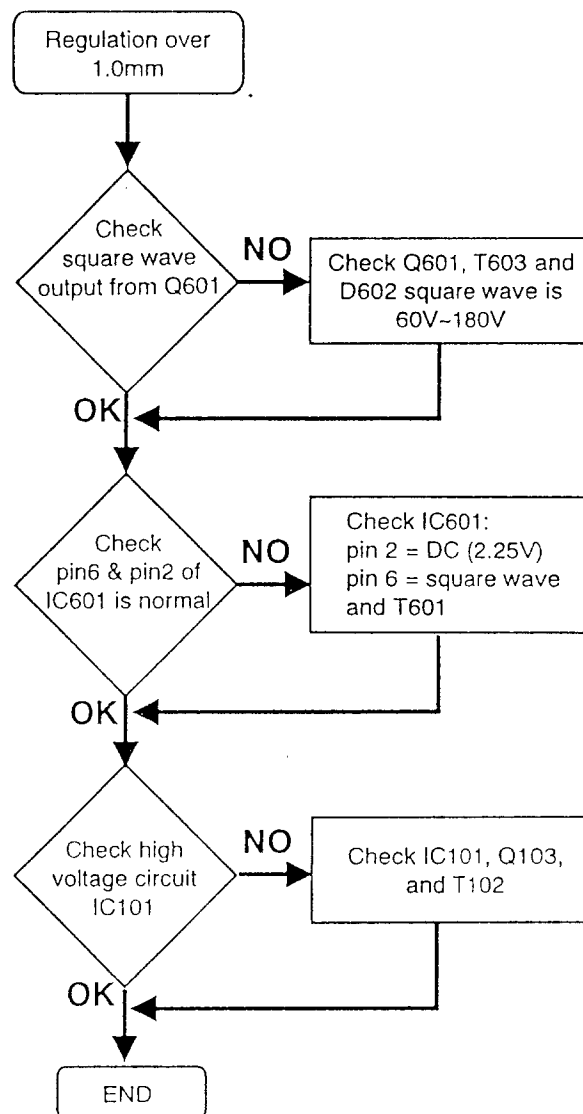 Regulation over
1.0mm
Check
square wave
output from Q601
NO
Check Q601, T603 and
D602 square wave is
60V~180V
OK
Check
pin6 & pin2 of
IC601 is normal
NO
Check IC601:
pin 2 = DC (2.25V)
pin 6 = square wave
and T601
OK
Check high
voltage circuit
IC101
NO
Check IC101, Q103,
and T102
OK
END